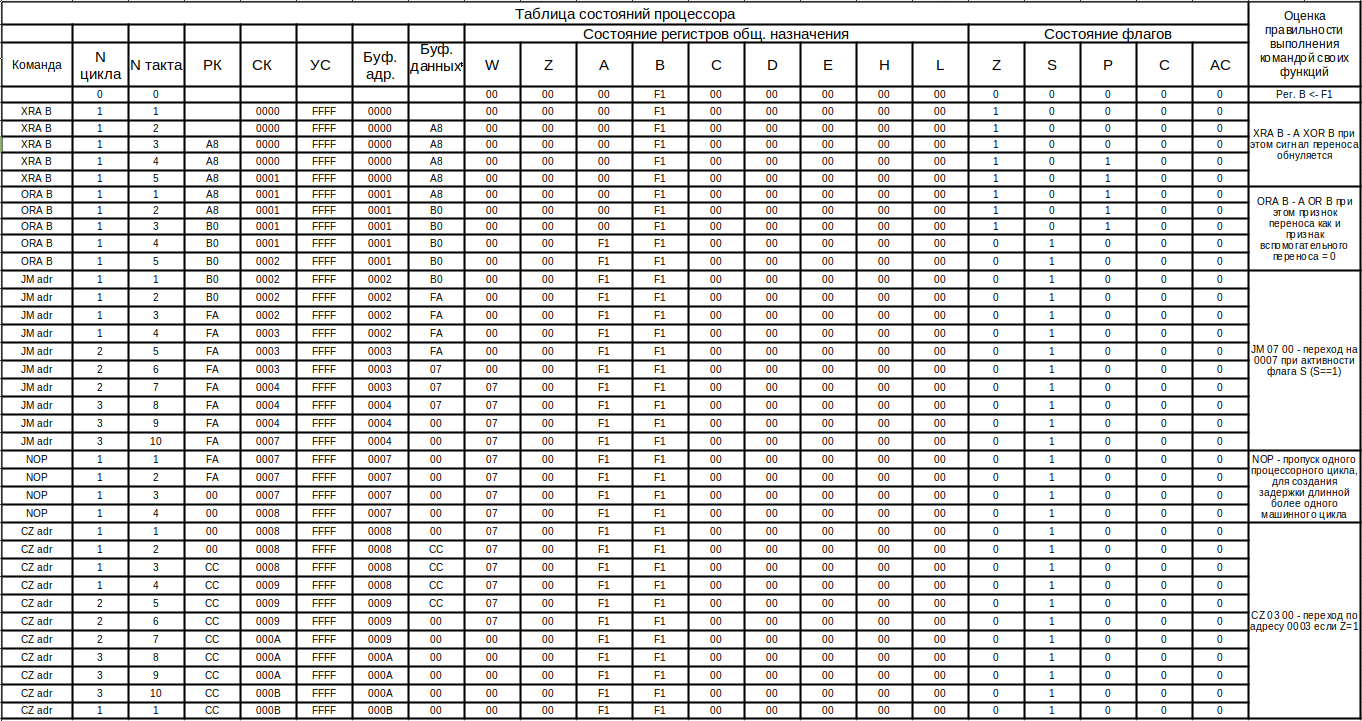 Таблица состояний процессора
Состояние регистров общ. назначения Состояние флагов
Команда N цикла N такта РК СК УС Буф. адр. Буф. данных W Z A B C D E H L Z S P C AC
Оценка
правильности
выполнения
командой своих
функций
0 0 00 00 00 F1 00 00 00 00 00 0 0 0 0 0 Рег. B <- F1
XRA B 1 1 0000 FFFF 0000 00 00 00 F1 00 00 00 00 00 1 0 0 0 0
XRA B 1 2 0000 FFFF 0000 A8 00 00 00 F1 00 00 00 00 00 1 0 0 0 0
XRA B 1 3 A8 0000 FFFF 0000 A8 00 00 00 F1 00 00 00 00 00 1 0 0 0 0
XRA B 1 4 A8 0000 FFFF 0000 A8 00 00 00 F1 00 00 00 00 00 1 0 1 0 0
XRA B 1 5 A8 0001 FFFF 0000 A8 00 00 00 F1 00 00 00 00 00 1 0 1 0 0
XRA B - A XOR B при
этом сигнал переноса
обнуляется
ORA B 1 1 A8 0001 FFFF 0001 A8 00 00 00 F1 00 00 00 00 00 1 0 1 0 0
ORA B 1 2 A8 0001 FFFF 0001 B0 00 00 00 F1 00 00 00 00 00 1 0 1 0 0
ORA B 1 3 B0 0001 FFFF 0001 B0 00 00 00 F1 00 00 00 00 00 1 0 1 0 0
ORA B 1 4 B0 0001 FFFF 0001 B0 00 00 F1 F1 00 00 00 00 00 0 1 0 0 0
ORA B 1 5 B0 0002 FFFF 0001 B0 00 00 F1 F1 00 00 00 00 00 0 1 0 0 0
ORA B - A OR B при
этом признок
переноса как и
признак
вспомогательного
переноса = 0
JM adr 1 1 B0 0002 FFFF 0002 B0 00 00 F1 F1 00 00 00 00 00 0 1 0 0 0
JM adr 1 2 B0 0002 FFFF 0002 FA 00 00 F1 F1 00 00 00 00 00 0 1 0 0 0
JM adr 1 3 FA 0002 FFFF 0002 FA 00 00 F1 F1 00 00 00 00 00 0 1 0 0 0
JM adr 1 4 FA 0003 FFFF 0002 FA 00 00 F1 F1 00 00 00 00 00 0 1 0 0 0
JM adr 2 5 FA 0003 FFFF 0003 FA 00 00 F1 F1 00 00 00 00 00 0 1 0 0 0
JM adr 2 6 FA 0003 FFFF 0003 07 00 00 F1 F1 00 00 00 00 00 0 1 0 0 0
JM adr 2 7 FA 0004 FFFF 0003 07 07 00 F1 F1 00 00 00 00 00 0 1 0 0 0
JM adr 3 8 FA 0004 FFFF 0004 07 07 00 F1 F1 00 00 00 00 00 0 1 0 0 0
JM adr 3 9 FA 0004 FFFF 0004 00 07 00 F1 F1 00 00 00 00 00 0 1 0 0 0
JM adr 3 10 FA 0007 FFFF 0004 00 07 00 F1 F1 00 00 00 00 00 0 1 0 0 0
JM 07 00 - переход на
0007 при активности
флага S (S==1)
NOP 1 1 FA 0007 FFFF 0007 00 07 00 F1 F1 00 00 00 00 00 0 1 0 0 0
NOP 1 2 FA 0007 FFFF 0007 00 07 00 F1 F1 00 00 00 00 00 0 1 0 0 0
NOP 1 3 00 0007 FFFF 0007 00 07 00 F1 F1 00 00 00 00 00 0 1 0 0 0
NOP 1 4 00 0008 FFFF 0007 00 07 00 F1 F1 00 00 00 00 00 0 1 0 0 0
NOP - пропуск одного
процессорного цикла,
для создания
задержки длинной
более одного
машинного цикла
CZ adr 1 1 00 0008 FFFF 0008 00 07 00 F1 F1 00 00 00 00 00 0 1 0 0 0
CZ adr 1 2 00 0008 FFFF 0008 CC 07 00 F1 F1 00 00 00 00 00 0 1 0 0 0
CZ adr 1 3 CC 0008 FFFF 0008 CC 07 00 F1 F1 00 00 00 00 00 0 1 0 0 0
CZ adr 1 4 CC 0009 FFFF 0008 CC 07 00 F1 F1 00 00 00 00 00 0 1 0 0 0
CZ adr 2 5 CC 0009 FFFF 0009 CC 07 00 F1 F1 00 00 00 00 00 0 1 0 0 0
CZ adr 2 6 CC 0009 FFFF 0009 00 07 00 F1 F1 00 00 00 00 00 0 1 0 0 0
CZ adr 2 7 CC 000A FFFF 0009 00 00 00 F1 F1 00 00 00 00 00 0 1 0 0 0
CZ adr 3 8 CC 000A FFFF 000A 00 00 00 F1 F1 00 00 00 00 00 0 1 0 0 0
CZ adr 3 9 CC 000A FFFF 000A 00 00 00 F1 F1 00 00 00 00 00 0 1 0 0 0
CZ adr 3 10 CC 000B FFFF 000A 00 00 00 F1 F1 00 00 00 00 00 0 1 0 0 0
CZ adr 1 1 CC 000B FFFF 000B 00 00 00 F1 F1 00 00 00 00 00 0 1 0 0 0
CZ 03 00 - переход по
адресу 0003 если Z=1